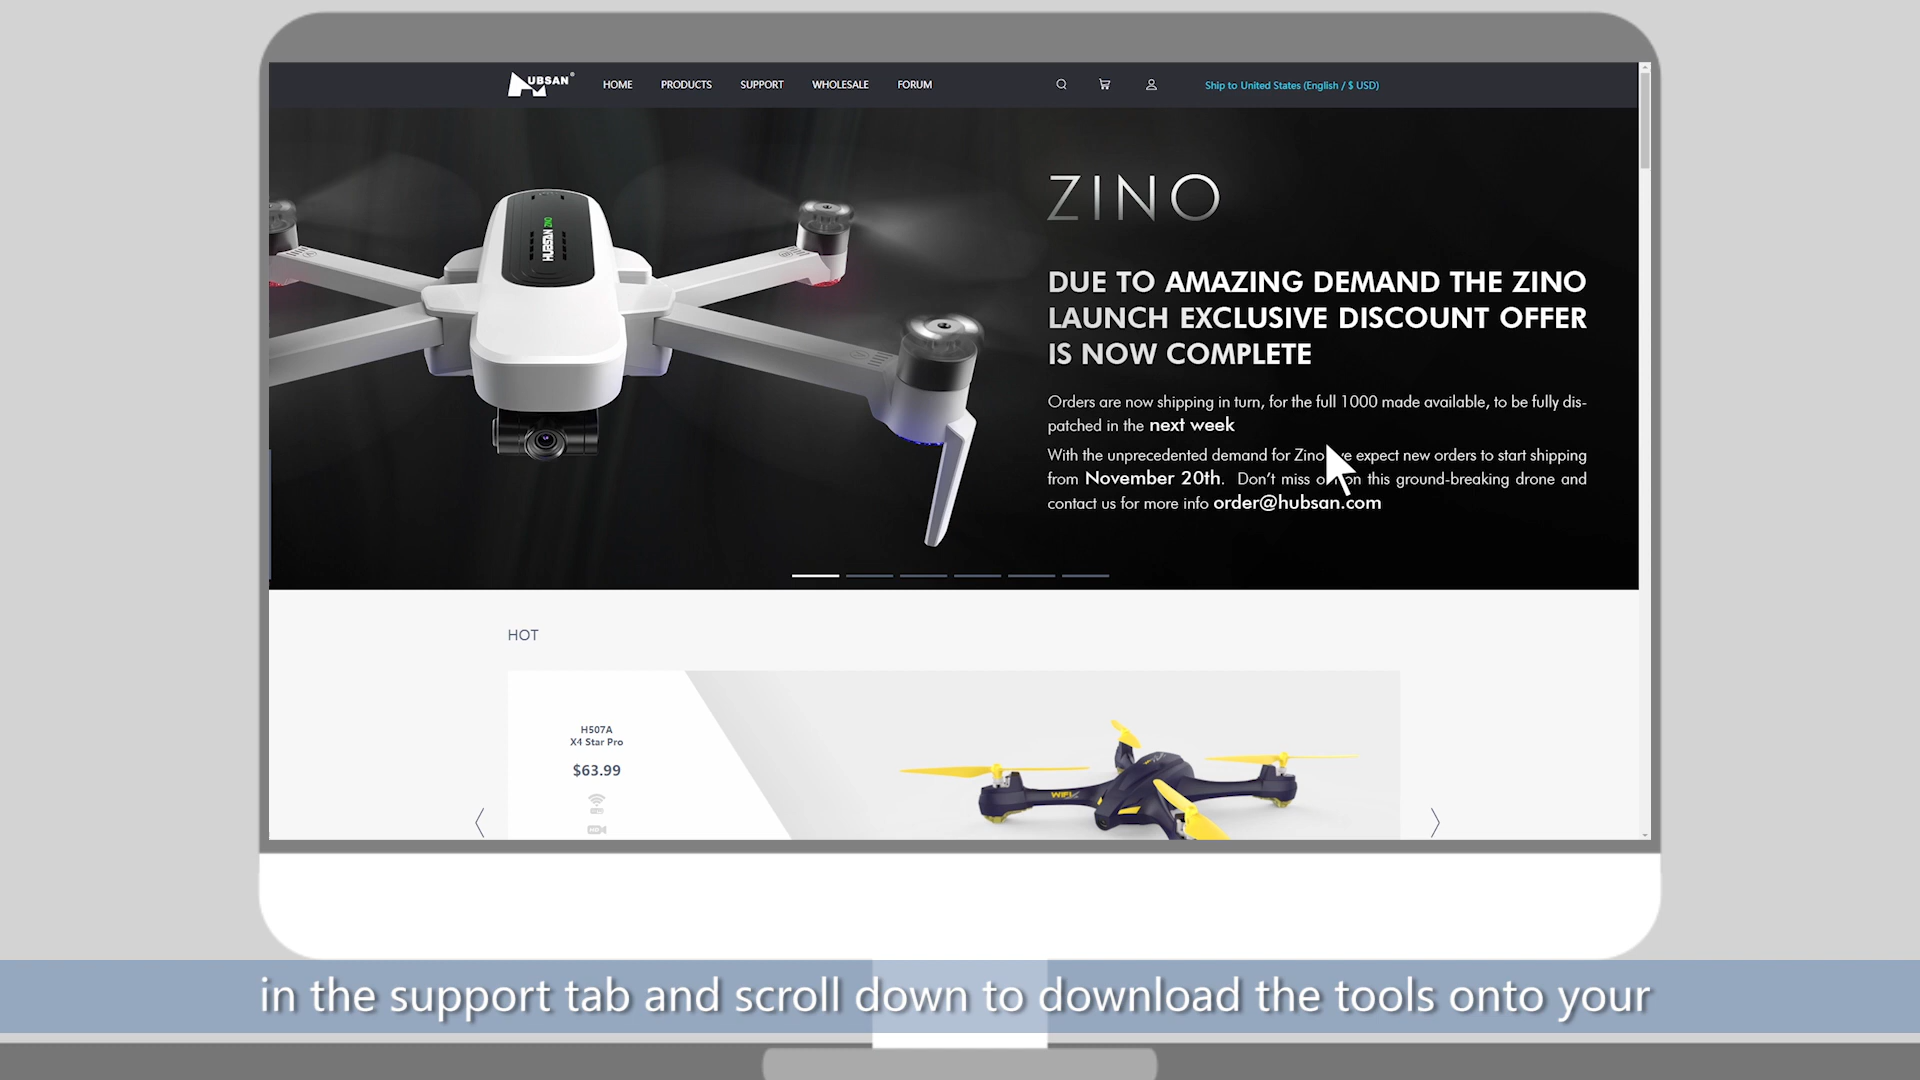 UBSAN®
HOME PRODUCTS SUPPORT WHOLESALE FORUM
Ship to United States (English / $ USD)
HUBSAN ZINO
ZINO
DUE TO AMAZING DEMAND THE ZINO
LAUNCH EXCLUSIVE DISCOUNT OFFER
IS NOW COMPLETE
Orders are now shipping in turn, for the full 1000 made available, to be fully dis-
patched in the next week
With the unprecedented demand for Zino expect new orders to start shipping
from November 20th. Don't miss on this ground-breaking drone and
contact us for more info order@hubsan.com
HOT
H507A
X4 Star Pro
$63.99
HD
WIFI
in the support tab and scroll down to download the tools onto your